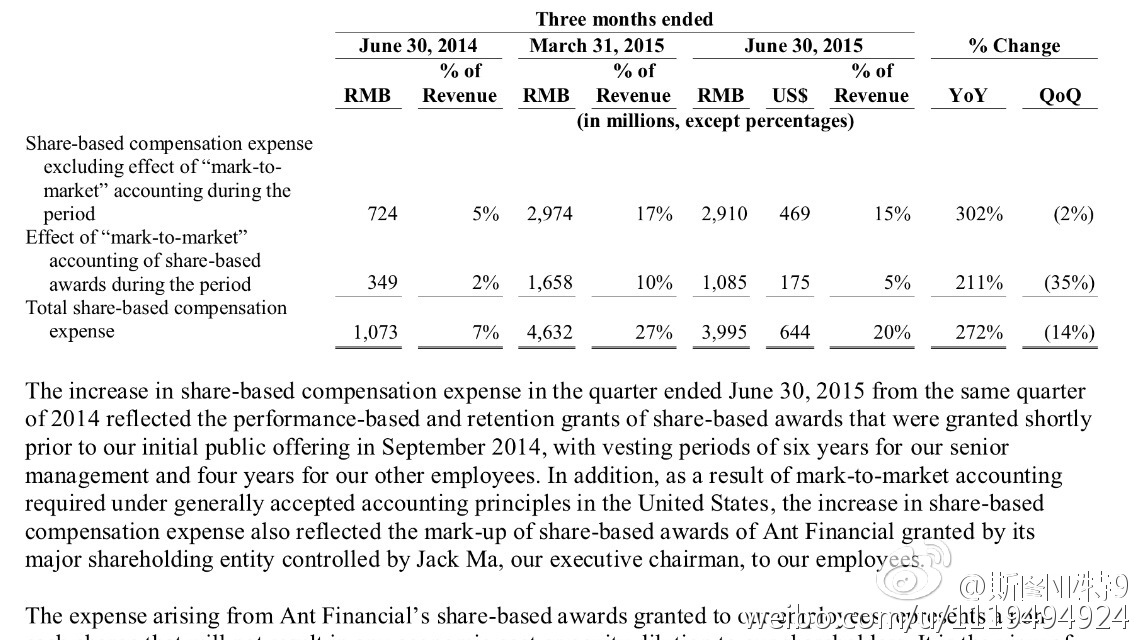 Three months ended
June 30, 2014 March 31, 2015 June 30, 2015 % Change
% of % of % of
RMB Revenue RMB Revenue RMB US$ Revenue YoY QoQ
(in millions, except percentages)
Share-based compensation expense
excluding effect of “mark-to-
market” accounting during the
period 724 5% 2,974 17% 2,910 469 15% 302% (2%)
Effect of “mark-to-market”
accounting of share-based
awards during the period 349 2% 1,658 10% 1,085 175 5% 211% (35%)
Total share-based compensation
expense 1,073 7% 4,632 27% 3,995 644 20% 272% (14%)
The increase in share-based compensation expense in the quarter ended June 30, 2015 from the same quarter
of 2014 reflected the performance-based and retention grants of share-based awards that were granted shortly
prior to our initial public offering in September 2014, with vesting periods of six years for our senior
management and four years for our other employees. In addition, as a result of mark-to-market accounting
required under generally accepted accounting principles in the United States, the increase in share-based
compensation expense also reflected the mark-up of share-based awards of Ant Financial granted by its
major shareholding entity controlled by Jack Ma, our executive chairman, to our employees.
The expense arising from Ant Financial’s share-based awards granted to our employees represents a non-
weibo.com/u/1119494924